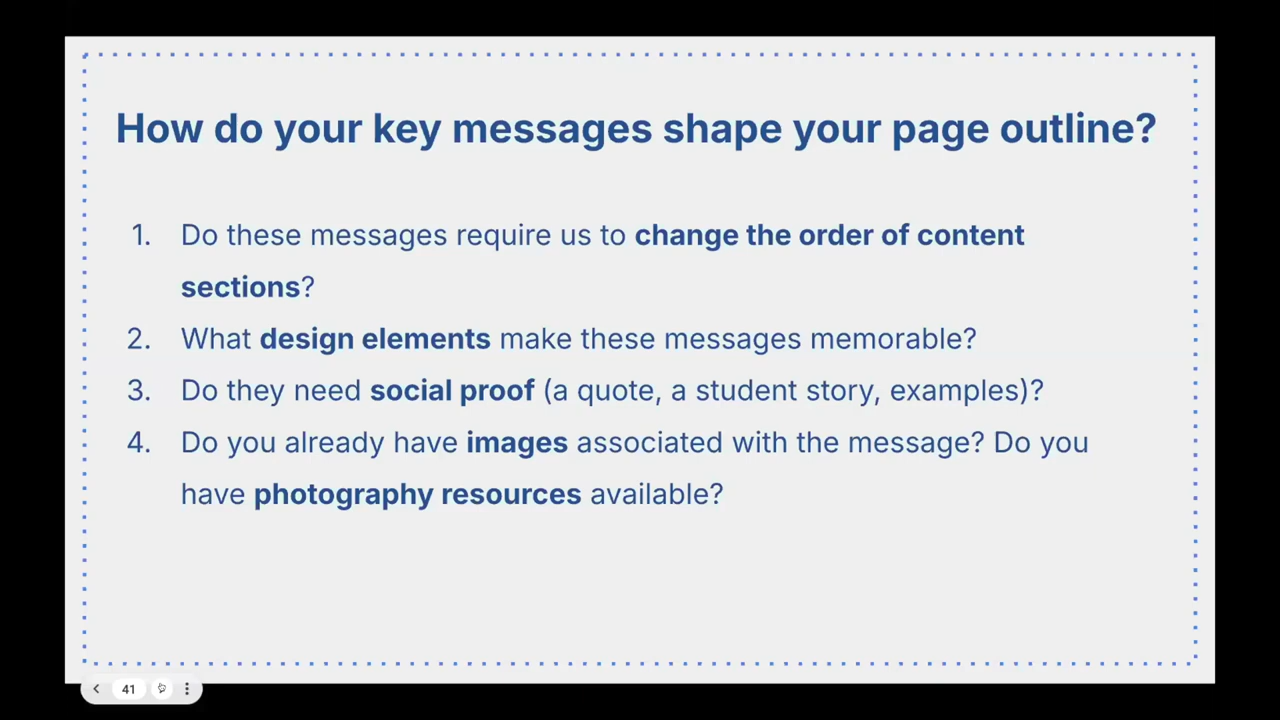 How do your key messages shape your page outline?
1. Do these messages require us to change the order of content
sections?
2. What design elements make these messages memorable?
3. Do they need social proof (a quote, a student story, examples)?
4. Do you already have images associated with the message? Do you
have photography resources available?
41